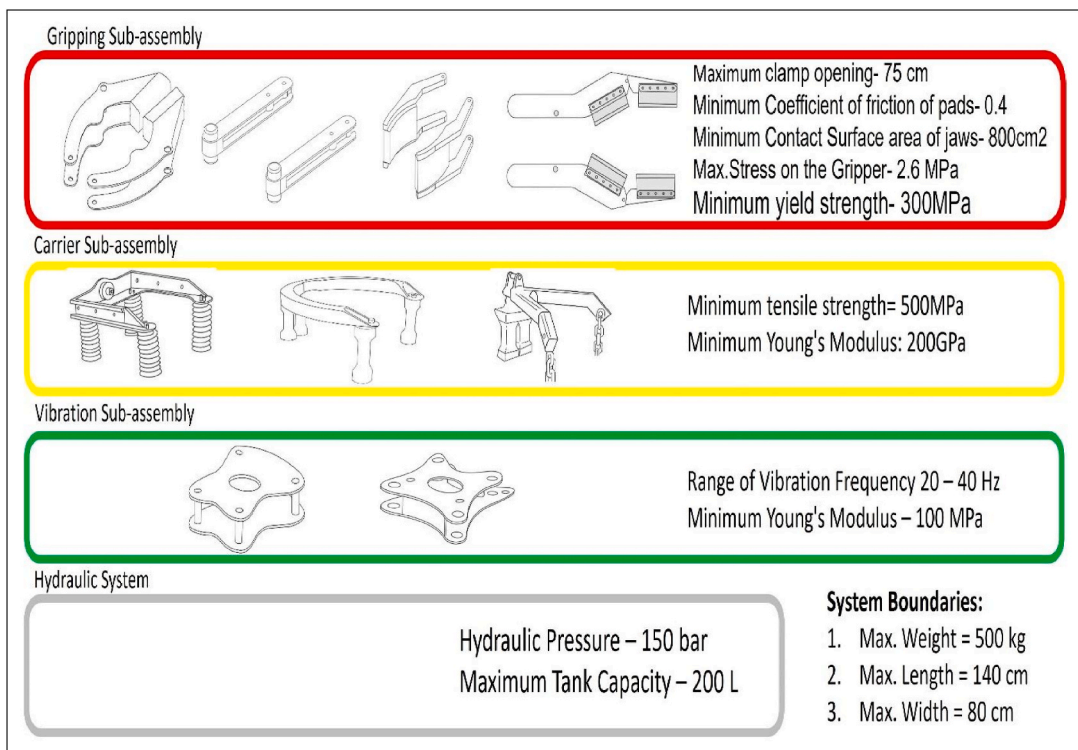 Gripping Sub-assembly
Maximum clamp opening- 75 cm
Minimum Coefficient of friction of pads- 0.4
Minimum Contact Surface area of jaws- 800cm2
Max.Stress on the Gripper- 2.6 MPa
Minimum yield strength- 300MPa
Carrier Sub-assembly
Minimum tensile strength= 500MPa
Minimum Young's Modulus: 200GPa
Vibration Sub-assembly
Range of Vibration Frequency 20 – 40 Hz
Minimum Young's Modulus – 100 MPa
Hydraulic System
Hydraulic Pressure – 150 bar
Maximum Tank Capacity – 200 L
System Boundaries:
1. Max. Weight = 500 kg
2. Max. Length = 140 cm
3. Max. Width = 80 cm